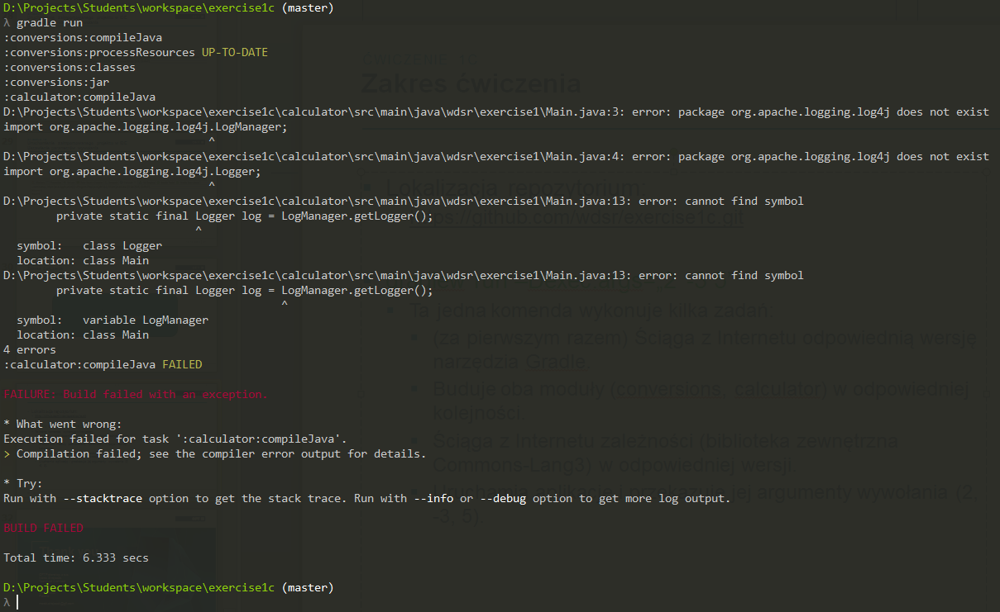 D:\Projects\Students\workspace\exercise1c (master)
λ gradle run
:conversions:compileJava
:conversions:processResources UP-TO-DATE
:conversions:classes
:conversions:jar
:calculator:compileJava
D:\Projects\Students\workspace\exercise1c\calculator\src\main\java\wdsr\exercise1\Main.java:3: error: package org.apache.logging.log4j does not exist
import org.apache.logging.log4j.LogManager;
^
D:\Projects\Students\workspace\exercise1c\calculator\src\main\java\wdsr\exercise1\Main.java:4: error: package org.apache.logging.log4j does not exist
import org.apache.logging.log4j.Logger;
^
D:\Projects\Students\workspace\exercise1c\calculator\src\main\java\wdsr\exercise1\Main.java:13: error: cannot find symbol
private static final Logger log = LogManager.getLogger();
^
symbol:   class Logger
location: class Main
D:\Projects\Students\workspace\exercise1c\calculator\src\main\java\wdsr\exercise1\Main.java:13: error: cannot find symbol
private static final Logger log = LogManager.getLogger();
^
symbol:   variable LogManager
location: class Main
4 errors
:calculator:compileJava FAILED
FAILURE: Build failed with an exception.
* What went wrong:
Execution failed for task ':calculator:compileJava'.
> Compilation failed; see the compiler error output for details.
* Try:
Run with --stacktrace option to get the stack trace. Run with --info or --debug option to get more log output.
BUILD FAILED
Total time: 6.333 secs
D:\Projects\Students\workspace\exercise1c (master)
λ
Zakres ćwiczenia
Lokalizacja repozytorium:
://github.com/wdsr/exercise1c.git
Ta jedna komenda wykonuje kilka zadań:
(za pierwszym razem) Ściąga z Internetu odpowiednią wersję
narzędzia Gradle.
Buduje oba moduły (conversions, calculator) w odpowiedniej
kolejności.
Ściąga z Internetu zależności (biblioteka zewnętrzna
Commons-Lang3) w odpowiedniej wersji.
Uruchamia aplikację i przekazuje jej argumenty wywołania (2,
-3, 5)